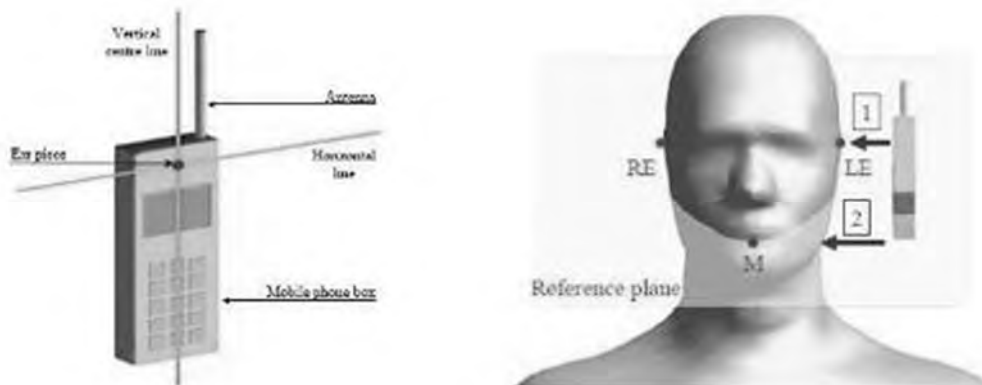 Vertical
centre line
Antenna
Ear piece
Horizontal
line
Mobile phone box
1
RE
LE
2
M
Reference plane